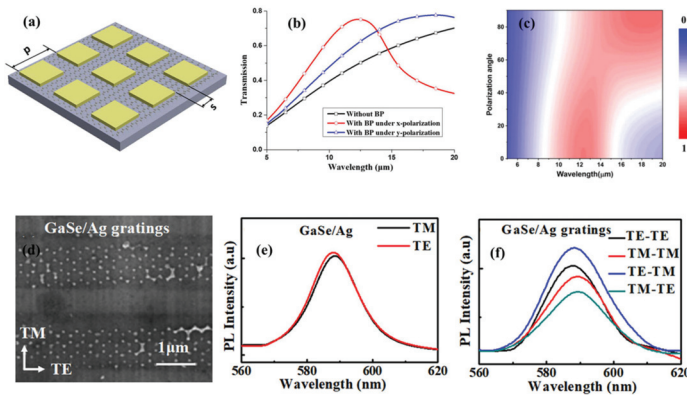 (a)
P
s
(b)
Transmission
0.8
0.6
0.4
0.2
0.0
Without BP
With BP under x-polarization
With BP under y-polarization
5 10 15 20
Wavelength (μm)
(c)
Polarization angle
80
60
40
20
0
6 8 10 12 14 16 18 20
Wavelength(μm)
0
1
(d)
GaSe/Ag gratings
TM
TE
1μm
(e)
GaSe/Ag
TM
TE
PL Intensity (a.u)
560 580 600 620
Wavelength (nm)
(f)
GaSe/Ag gratings
TE-TE
TM-TM
TE-TM
TM-TE
PL Intensity (a.u)
560 580 600 620
Wavelength (nm)